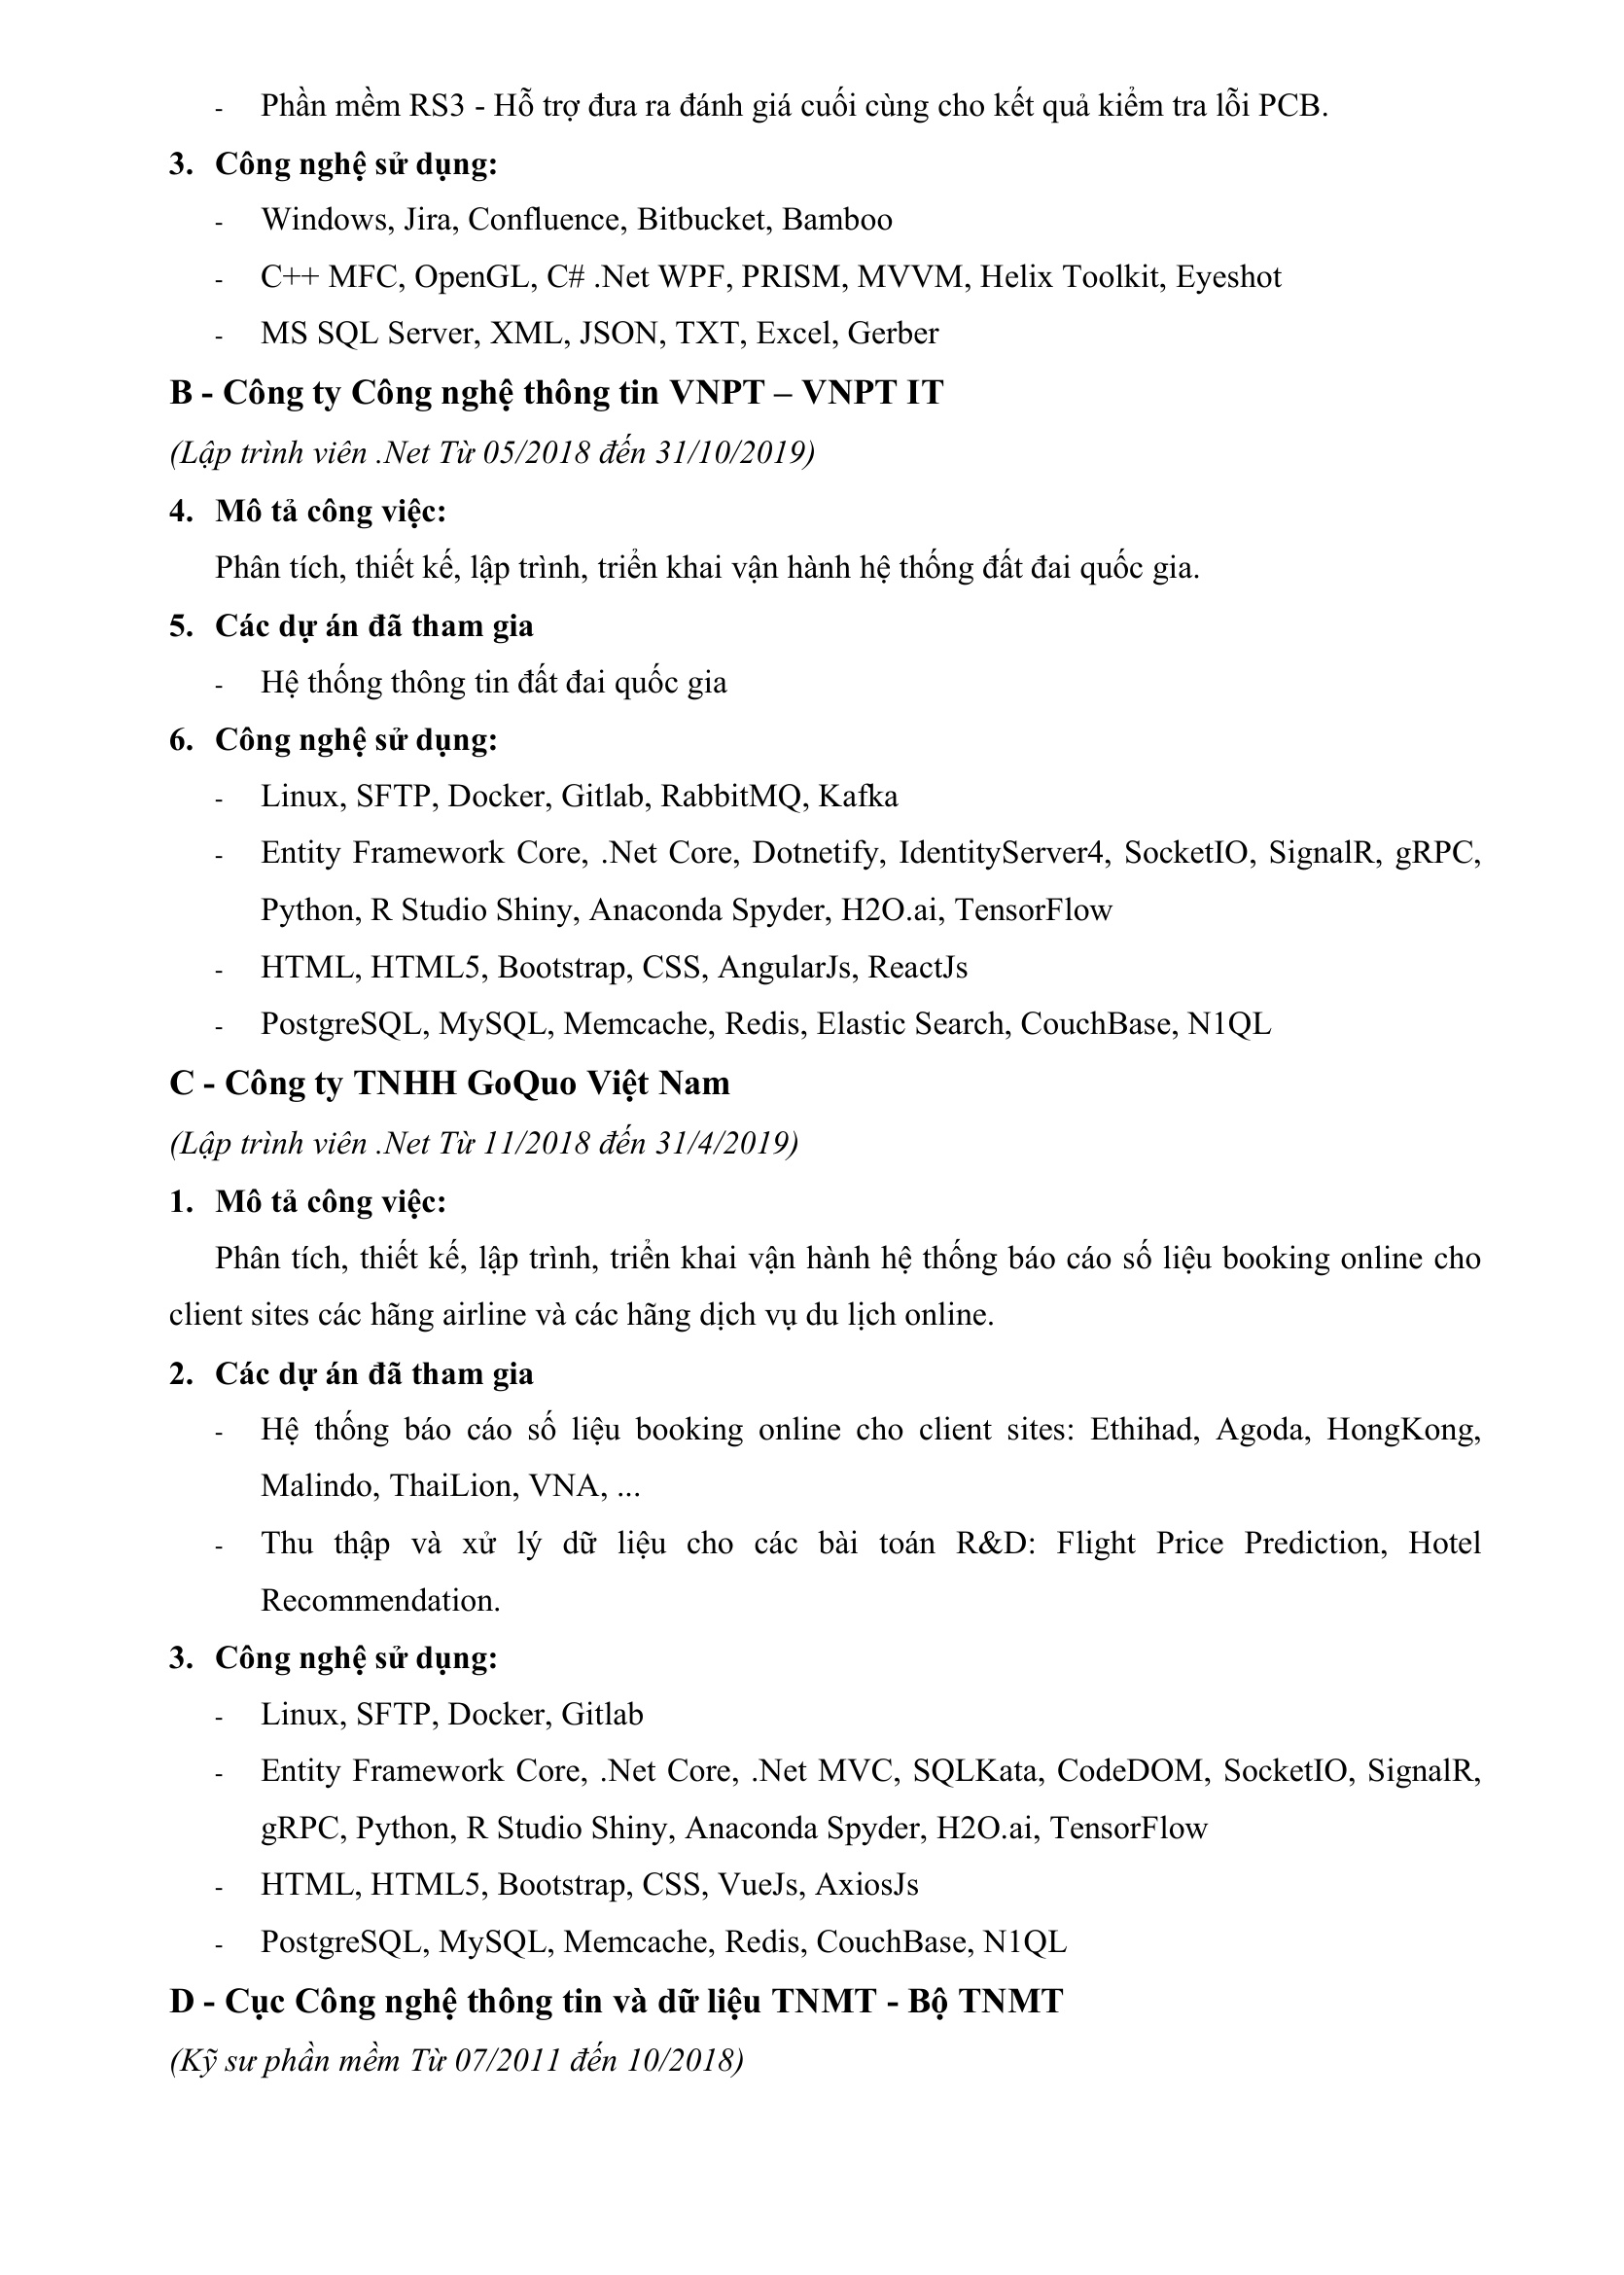 - Phần mềm RS3 - Hỗ trợ đưa ra đánh giá cuối cùng cho kết quả kiểm tra lỗi PCB.
3. Công nghệ sử dụng:
- Windows, Jira, Confluence, Bitbucket, Bamboo
- C++ MFC, OpenGL, C# .Net WPF, PRISM, MVVM, Helix Toolkit, Eyeshot
- MS SQL Server, XML, JSON, TXT, Excel, Gerber
B - Công ty Công nghệ thông tin VNPT – VNPT IT
(Lập trình viên .Net Từ 05/2018 đến 31/10/2019)
4. Mô tả công việc:
Phân tích, thiết kế, lập trình, triển khai vận hành hệ thống đất đai quốc gia.
5. Các dự án đã tham gia
- Hệ thống thông tin đất đai quốc gia
6. Công nghệ sử dụng:
- Linux, SFTP, Docker, Gitlab, RabbitMQ, Kafka
- Entity Framework Core, .Net Core, Dotnetify, IdentityServer4, SocketIO, SignalR, gRPC,
Python, R Studio Shiny, Anaconda Spyder, H2O.ai, TensorFlow
- HTML, HTML5, Bootstrap, CSS, AngularJs, ReactJs
- PostgreSQL, MySQL, Memcache, Redis, Elastic Search, CouchBase, N1QL
C - Công ty TNHH GoQuo Việt Nam
(Lập trình viên .Net Từ 11/2018 đến 31/4/2019)
1. Mô tả công việc:
Phân tích, thiết kế, lập trình, triển khai vận hành hệ thống báo cáo số liệu booking online cho
client sites các hãng airline và các hãng dịch vụ du lịch online.
2. Các dự án đã tham gia
- Hệ thống báo cáo số liệu booking online cho client sites: Ethihad, Agoda, HongKong,
Malindo, ThaiLion, VNA, ...
- Thu thập và xử lý dữ liệu cho các bài toán R&D: Flight Price Prediction, Hotel
Recommendation.
3. Công nghệ sử dụng:
- Linux, SFTP, Docker, Gitlab
- Entity Framework Core, .Net Core, .Net MVC, SQLKata, CodeDOM, SocketIO, SignalR,
gRPC, Python, R Studio Shiny, Anaconda Spyder, H2O.ai, TensorFlow
- HTML, HTML5, Bootstrap, CSS, VueJs, AxiosJs
- PostgreSQL, MySQL, Memcache, Redis, CouchBase, N1QL
D - Cục Công nghệ thông tin và dữ liệu TNMT - Bộ TNMT
(Kỹ sư phần mềm Từ 07/2011 đến 10/2018)